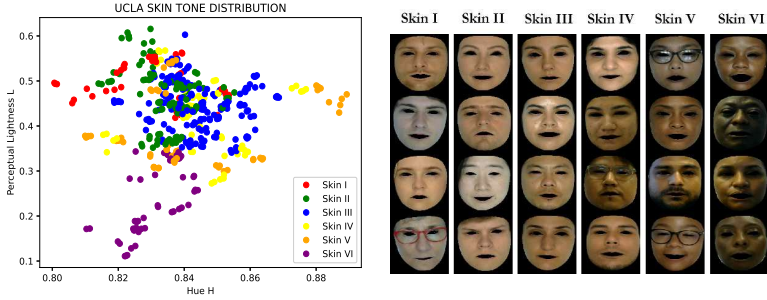 UCLA SKIN TONE DISTRIBUTION
Perceptual Lightness L
0.6
0.5
0.4
0.3
0.2
0.1
0.80
0.82
0.84
0.86
0.88
Hue H
Skin I
Skin II
Skin III
Skin IV
Skin V
Skin VI
Skin I Skin II Skin III Skin IV Skin V Skin VI